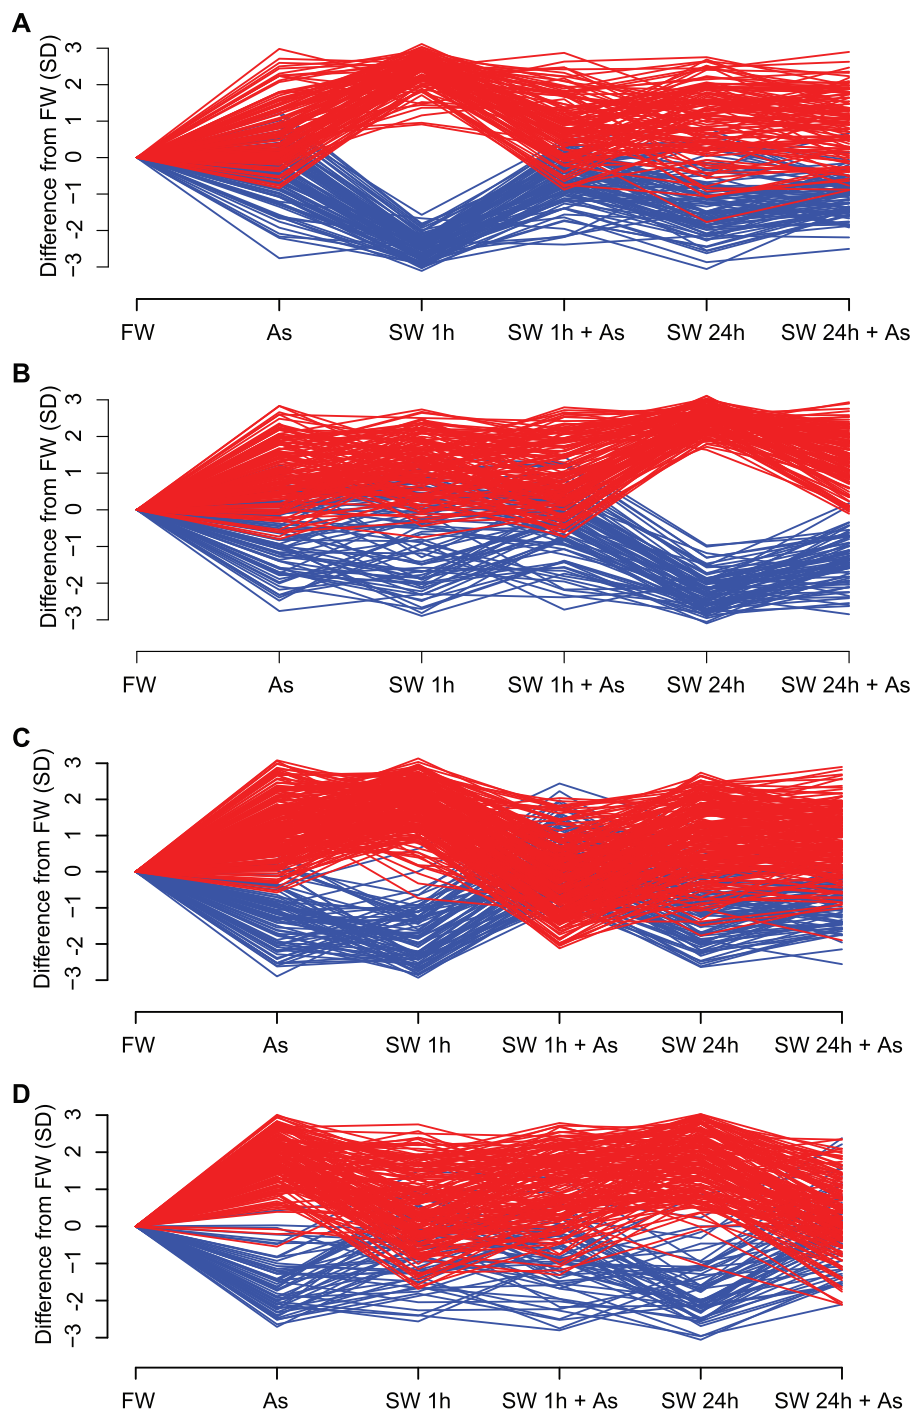 A
Difference from FW (SD)
3
2
1
0
−1
−2
−3
FW As SW 1h SW 1h + As SW 24h SW 24h + As
B
Difference from FW (SD)
3
2
1
0
−1
−2
−3
FW As SW 1h SW 1h + As SW 24h SW 24h + As
C
Difference from FW (SD)
3
2
1
0
−1
−2
−3
FW As SW 1h SW 1h + As SW 24h SW 24h + As
D
Difference from FW (SD)
3
2
1
0
−1
−2
−3
FW As SW 1h SW 1h + As SW 24h SW 24h + As